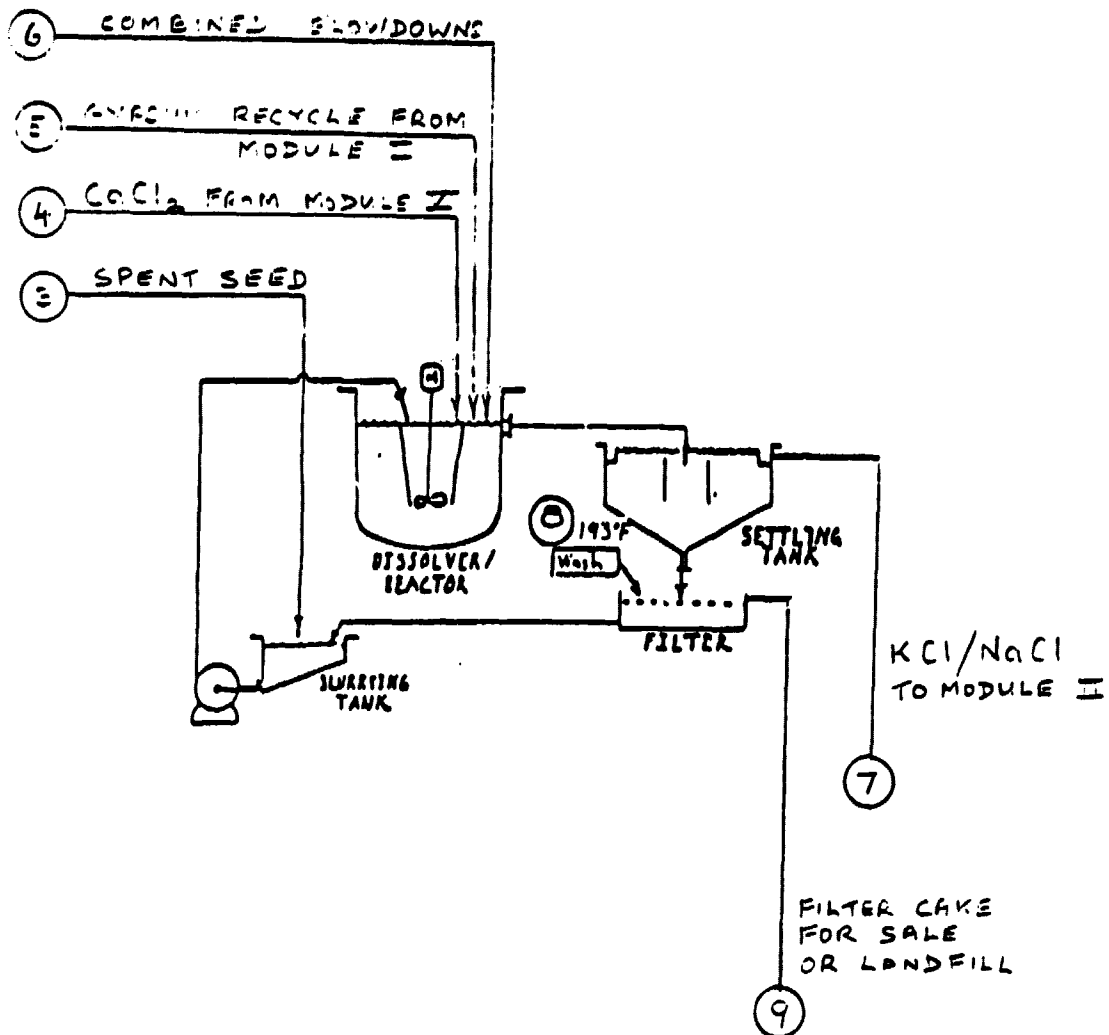 6 COMBINED BLOWDOWNS
RECYCLE FROM
MODULE
4 CaCl₂ FROM MODULE
SPENT SEED
DISSOLVER/
REACTOR
193°F
Wash
SETTLING
TANK
FILTER
SLURRYING
TANK
KCl/NaCl
TO MODULE II
7
FILTER CAKE
FOR SALE
OR LANDFILL
9